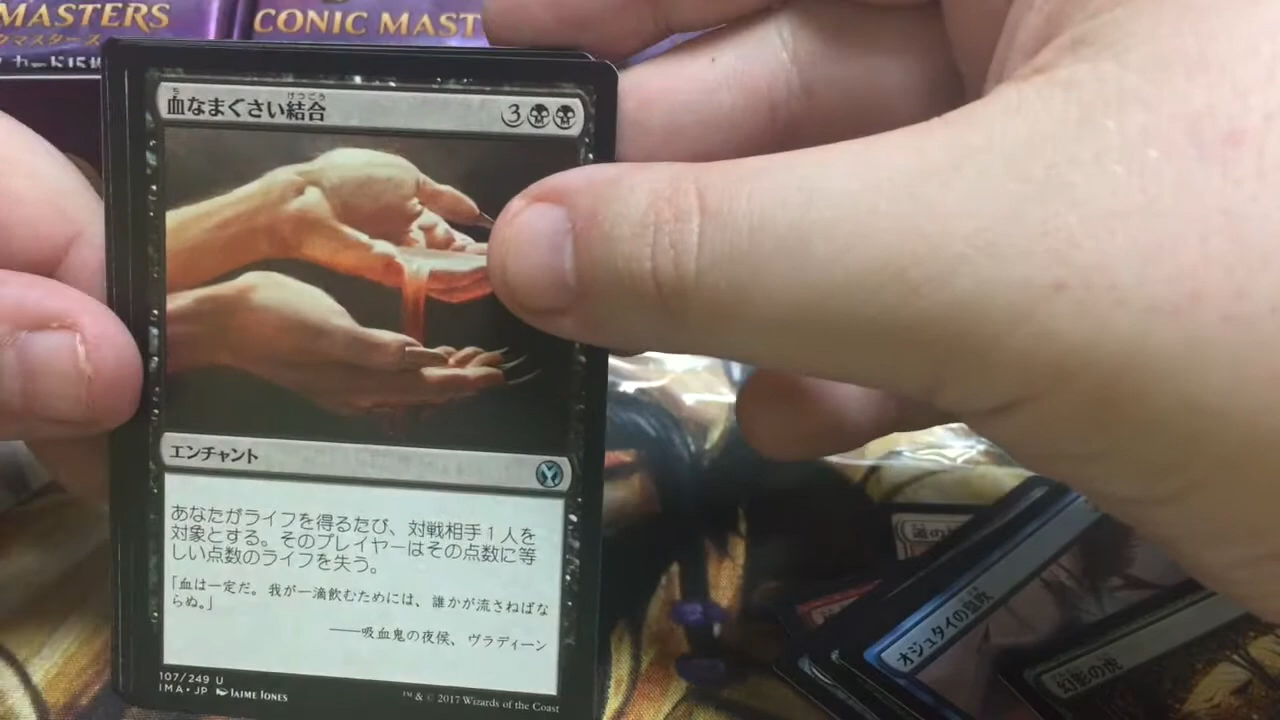 MASTERS
CONIC MAST
血なまぐさい結合
3
エンチャント
あなたがライフを得るたび、対戦相手1人を
対象とする。そのプレイヤーはその点数に等
しい点数のライフを失う。
「血は一定だ。我が一滴飲むためには、誰かが流さねばな
らぬ。」
――吸血鬼の夜侯、ヴラディーン
107/249 U
IMA・JP JAIME JONES
™ & © 2017 Wizards of the Coast
オジュタイの息吹
幻影の虎